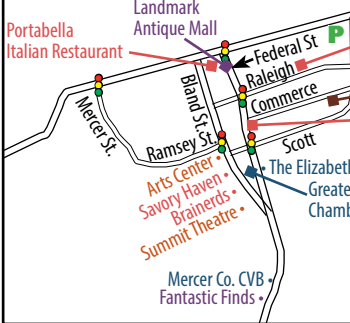 Landmark
Antique Mall
Portabella
Italian Restaurant
Federal St
P
Raleigh
Commerce
Bland St.
Mercer St.
Ramsey St.
Scott
Arts Center
Savory Haven
Brainerds
Summit Theatre
The Elizabeth
Greate
Chamb
Mercer Co. CVB
Fantastic Finds